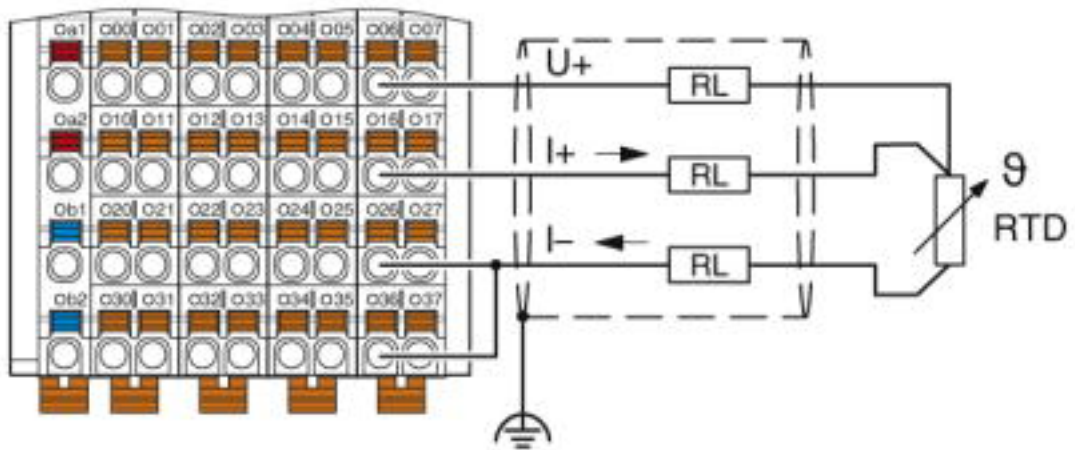 Oa1 O00 O01 O02 O03 O04 O05 O06 O07
U+
RL
Oa2 O10 O11 O12 O13 O14 O15 O16 O17
I+
RL
ϑ
Ob1 O20 O21 O22 O23 O24 O25 O26 O27
RTD
I−
RL
Ob2 O30 O31 O32 O33 O34 O35 O36 O37